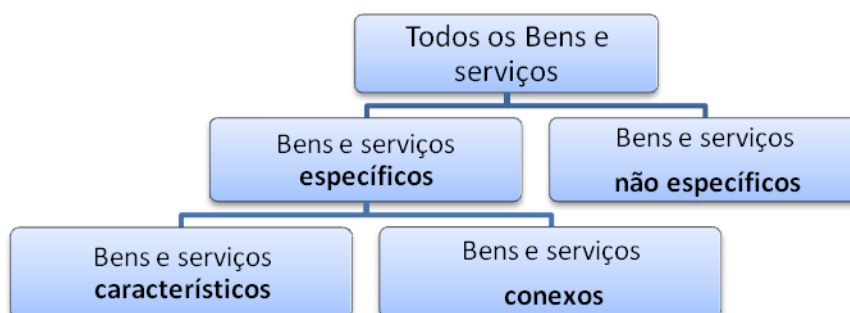 Todos os Bens e
serviços
Bens e serviços
específicos
Bens e serviços
não específicos
Bens e serviços
característicos
Bens e serviços
conexos